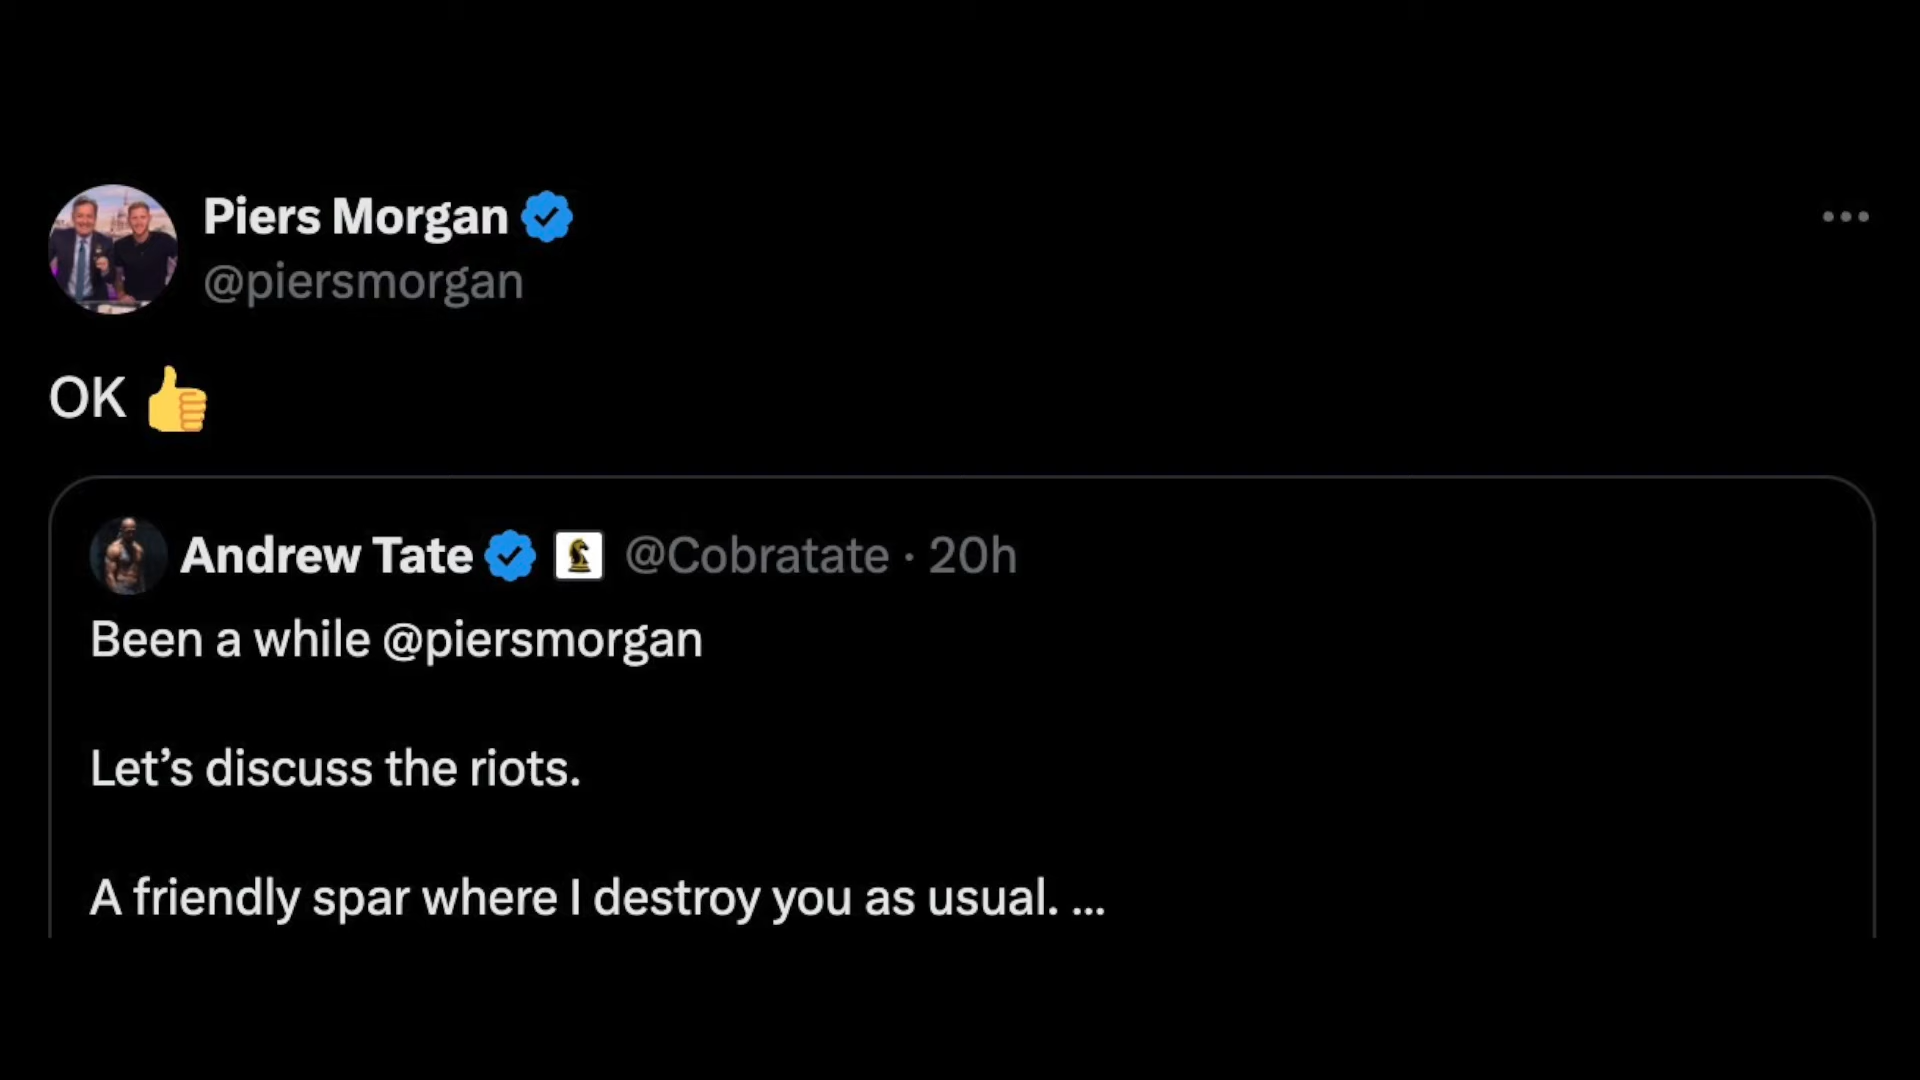 Piers Morgan
@piersmorgan
OK 👍
Andrew Tate @Cobratate · 20h
Been a while @piersmorgan
Let’s discuss the riots.
A friendly spar where I destroy you as usual. ...